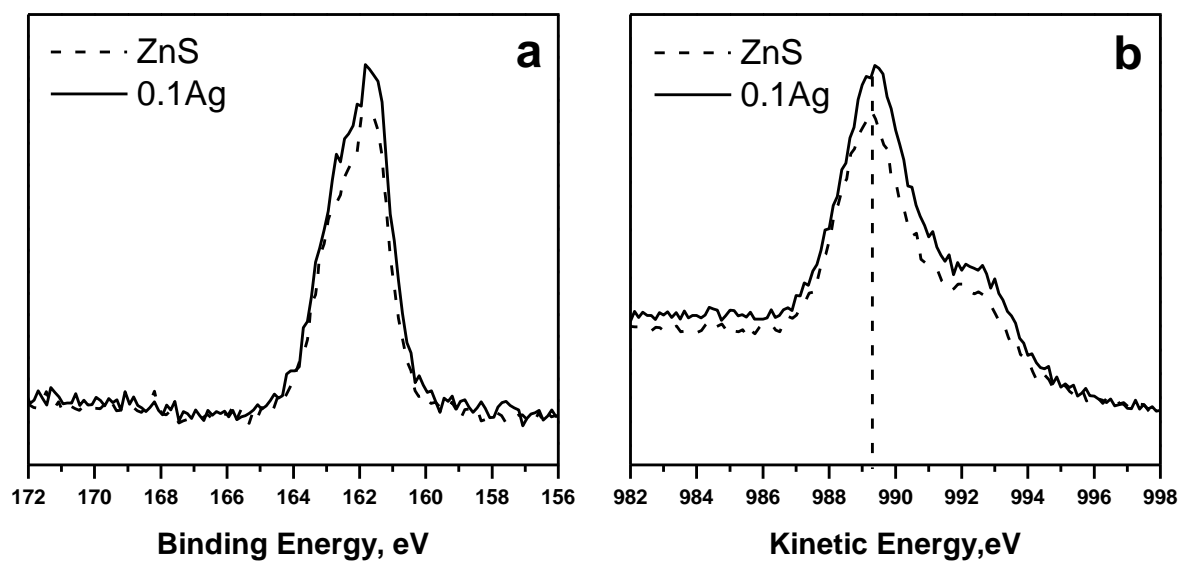 ZnS
0.1Ag
a
172 170 168 166 164 162 160 158 156
Binding Energy, eV
ZnS
0.1Ag
b
982 984 986 988 990 992 994 996 998
Kinetic Energy,eV